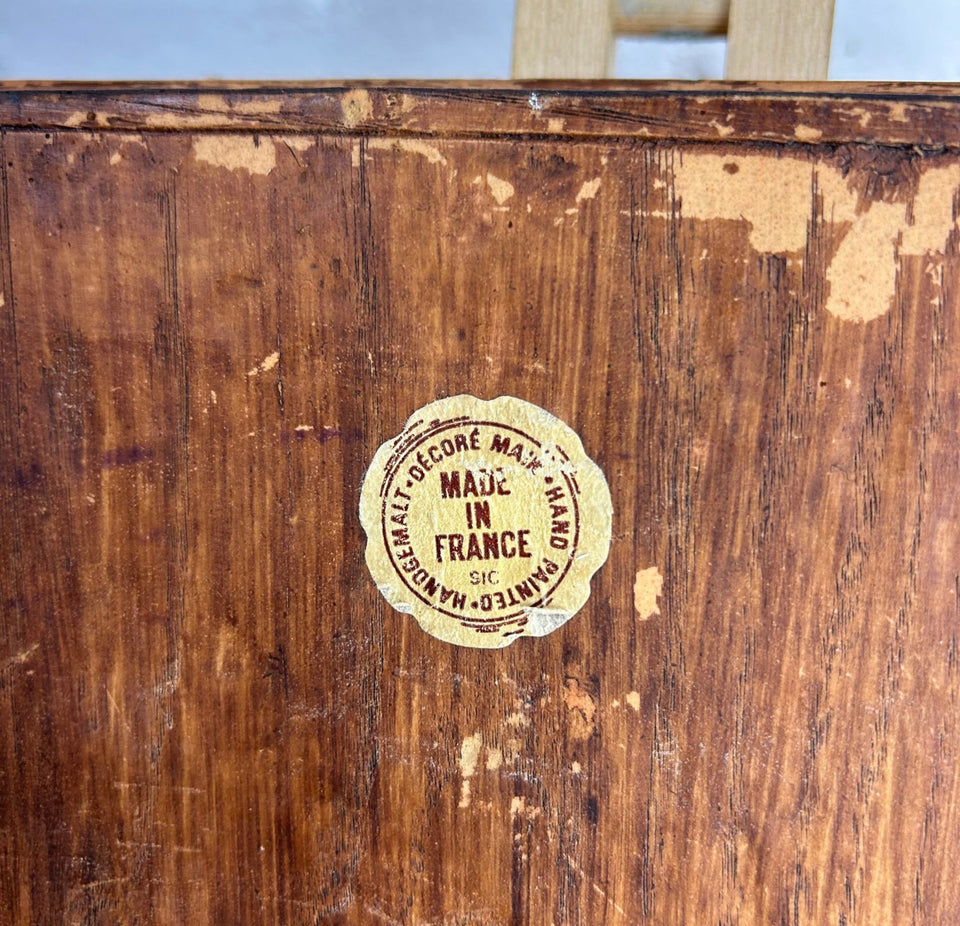 DÉCORÉ MAIN • HAND PAINTED • HANDGEMALT •
MADE
IN
FRANCE
SIC